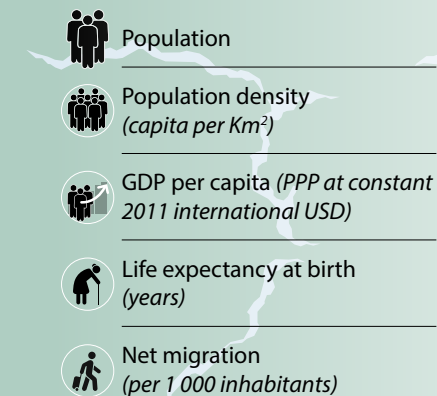 Population
Population density
(capita per Km²)
GDP per capita (PPP at constant
2011 international USD)
Life expectancy at birth
(years)
Net migration
(per 1 000 inhabitants)